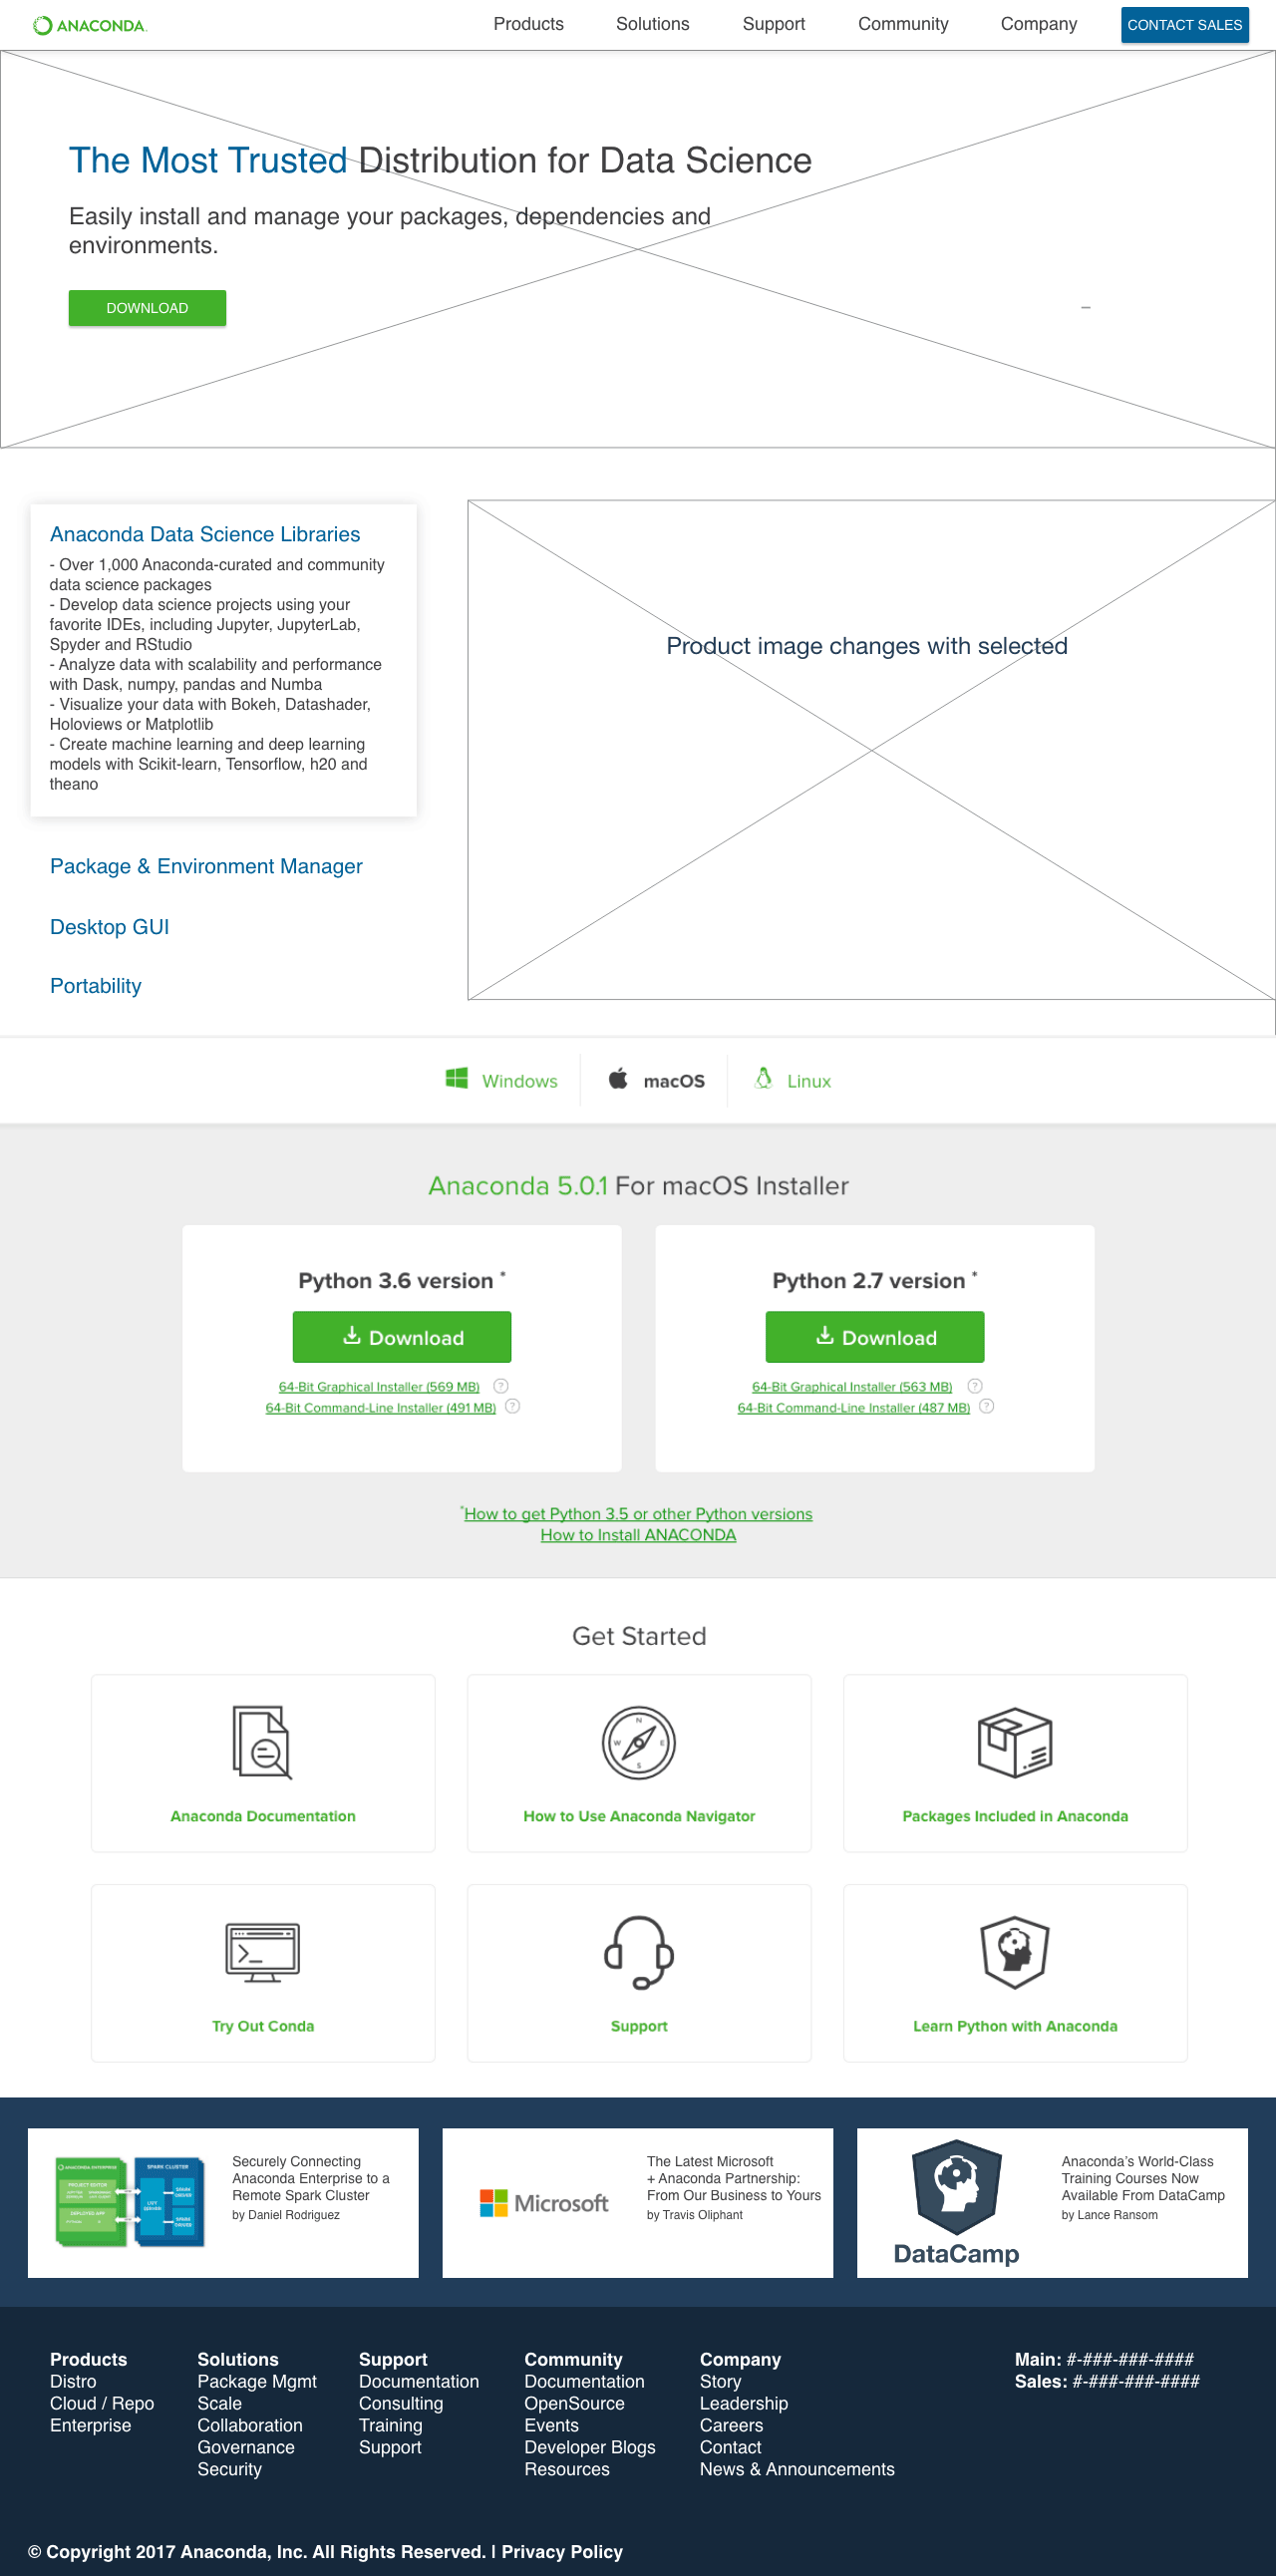 ANACONDA.
Products Solutions Support Community Company CONTACT SALES
The Most Trusted Distribution for Data Science
Easily install and manage your packages, dependencies and
environments.
DOWNLOAD
Anaconda Data Science Libraries
- Over 1,000 Anaconda-curated and community
data science packages
- Develop data science projects using your
favorite IDEs, including Jupyter, JupyterLab,
Spyder and RStudio
- Analyze data with scalability and performance
with Dask, numpy, pandas and Numba
- Visualize your data with Bokeh, Datashader,
Holoviews or Matplotlib
- Create machine learning and deep learning
models with Scikit-learn, Tensorflow, h20 and
theano
Package & Environment Manager
Desktop GUI
Portability
Product image changes with selected
Windows macOS Linux
Anaconda 5.0.1 For macOS Installer
Python 3.6 version *
Download
64-Bit Graphical Installer (569 MB) ?
64-Bit Command-Line Installer (491 MB) ?
Python 2.7 version *
Download
64-Bit Graphical Installer (563 MB) ?
64-Bit Command-Line Installer (487 MB) ?
*How to get Python 3.5 or other Python versions
How to Install ANACONDA
Get Started
Anaconda Documentation
N
W E
S
How to Use Anaconda Navigator
Packages Included in Anaconda
Try Out Conda
Support
Learn Python with Anaconda
ANACONDA ENTERPRISE
PROJECT EDITOR
DEPLOYED APP
SPARK CLUSTER
Securely Connecting
Anaconda Enterprise to a
Remote Spark Cluster
by Daniel Rodriguez
Microsoft
The Latest Microsoft
+ Anaconda Partnership:
From Our Business to Yours
by Travis Oliphant
DataCamp
Anaconda's World-Class
Training Courses Now
Available From DataCamp
by Lance Ransom
Products
Distro
Cloud / Repo
Enterprise
Solutions
Package Mgmt
Scale
Collaboration
Governance
Security
Support
Documentation
Consulting
Training
Support
Community
Documentation
OpenSource
Events
Developer Blogs
Resources
Company
Story
Leadership
Careers
Contact
News & Announcements
Main: #-###-###-####
Sales: #-###-###-####
© Copyright 2017 Anaconda, Inc. All Rights Reserved. | Privacy Policy